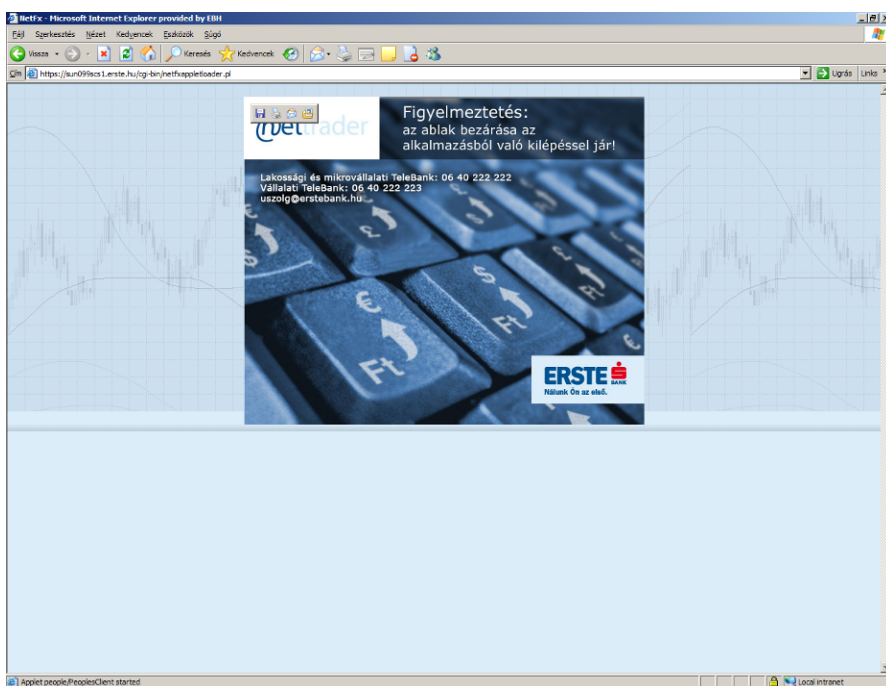 NetFx - Microsoft Internet Explorer provided by EBH
Fájl Szerkesztés Nézet Kedvencek Eszközök Súgó
Vissza Keresés Kedvencek
Cím https://sun099scs1.erste.hu/cgi-bin/netfxappletloader.pl Ugrás Links
nettrader
Figyelmeztetés:
az ablak bezárása az
alkalmazásból való kilépéssel jár!
Lakossági és mikrovállalati TeleBank: 06 40 222 222
Vállalati TeleBank: 06 40 222 223
uszolg@erstebank.hu
£
$
€
$
£
Ft
Ft
€
ERSTE
BANK
Nálunk Ön az első.
Applet people/PeoplesClient started Local intranet